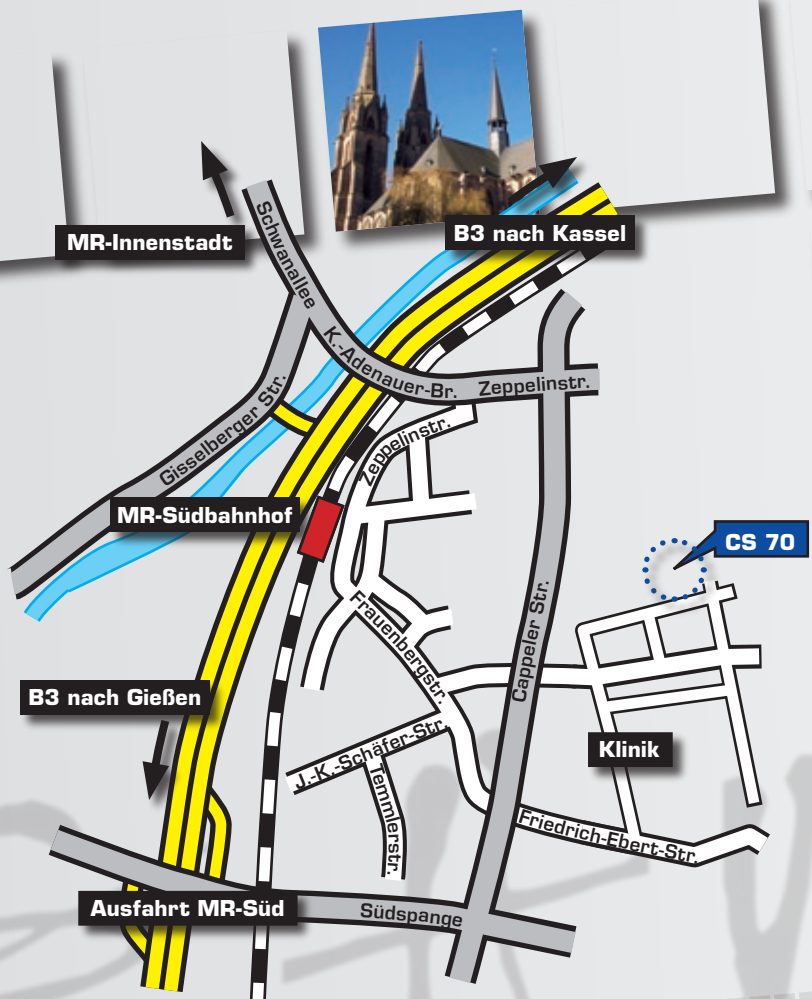 MR-Innenstadt
Schwanallee
B3 nach Kassel
K.-Adenauer-Br.
Zeppelinstr.
Gisselberger Str.
Zeppelinstr.
MR-Südbahnhof
CS 70
Frauenbergstr.
Cappeler Str.
B3 nach Gießen
J.-K.-Schäfer-Str.
Klinik
Temmlerstr.
Friedrich-Ebert-Str.
Ausfahrt MR-Süd
Südspange